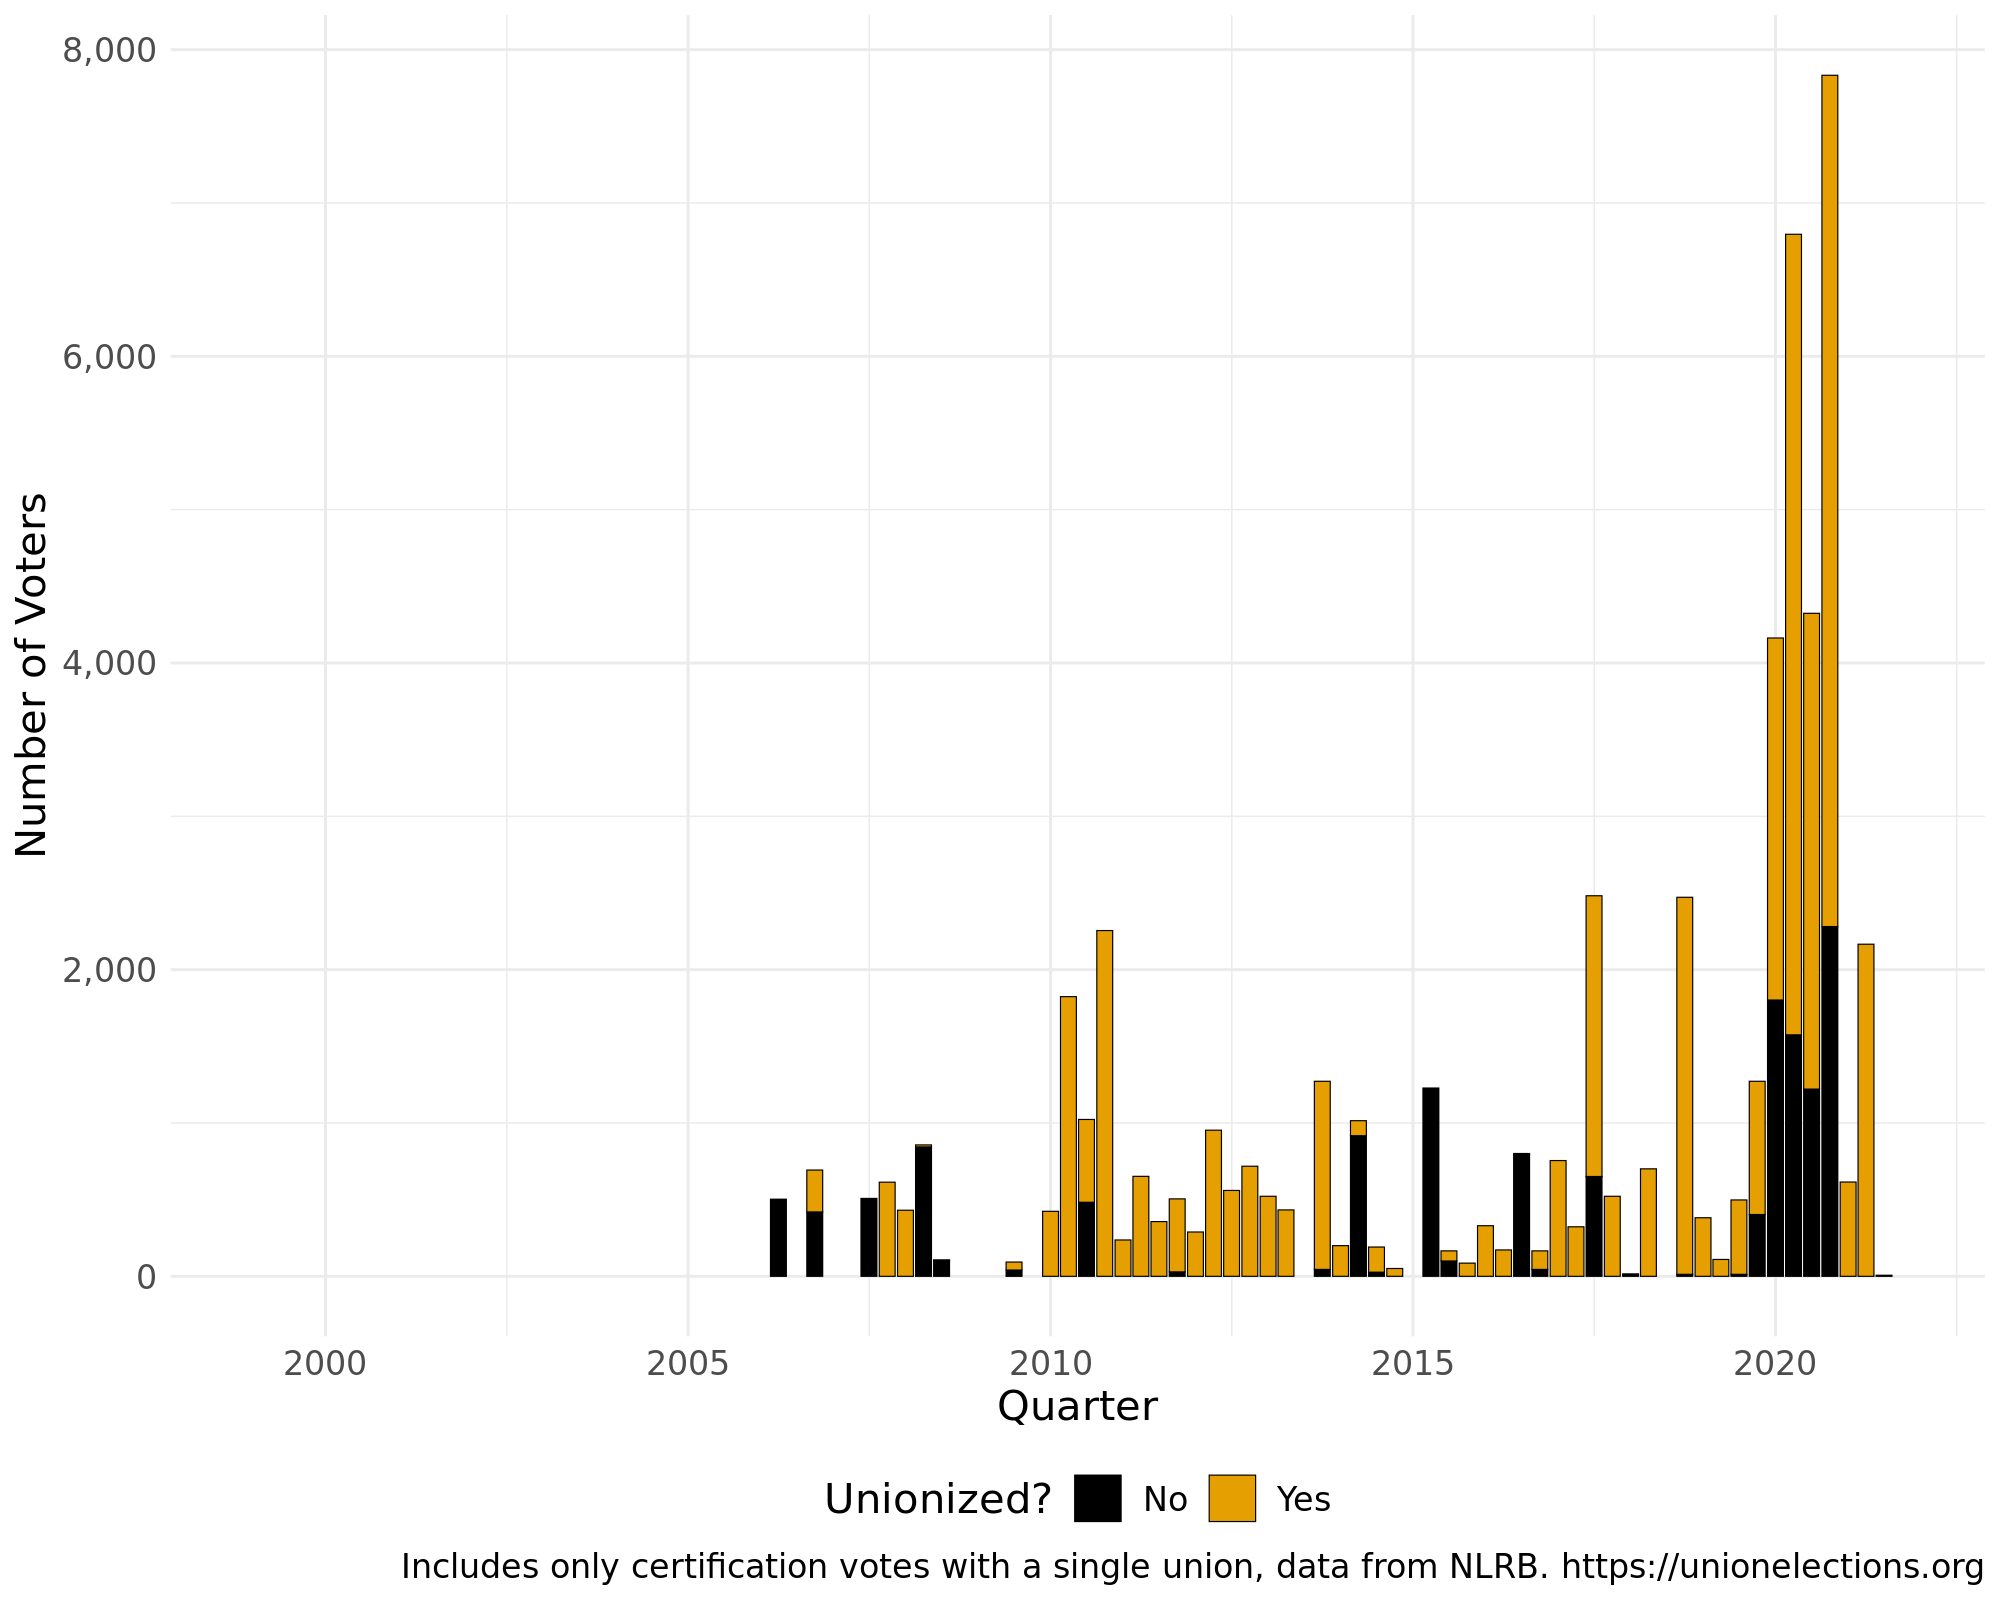 8,000
6,000
4,000
2,000
0
Number of Voters
2000 2005 2010 2015 2020
Quarter
Unionized? No Yes
Includes only certification votes with a single union, data from NLRB. https://unionelections.org